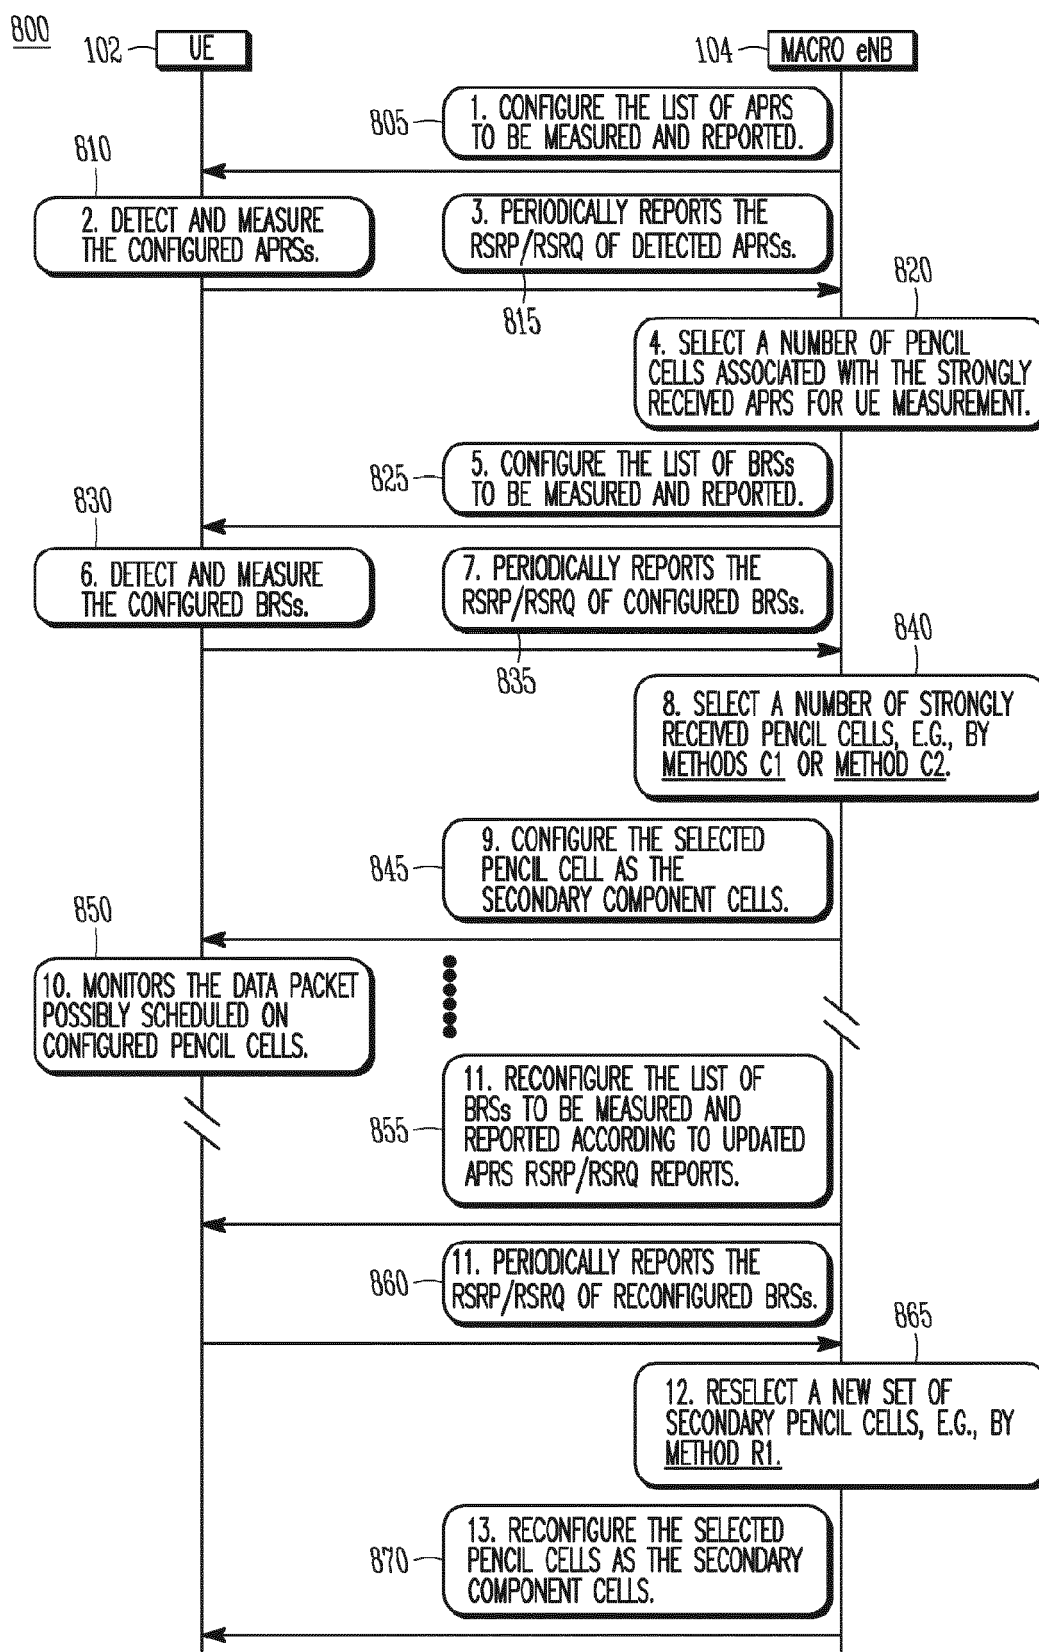 800
102
UE
104
MACRO eNB
805
1. CONFIGURE THE LIST OF APRS
TO BE MEASURED AND REPORTED.
810
2. DETECT AND MEASURE
THE CONFIGURED APRSs.
3. PERIODICALLY REPORTS THE
RSRP/RSRQ OF DETECTED APRSs.
815
820
4. SELECT A NUMBER OF PENCIL
CELLS ASSOCIATED WITH THE STRONGLY
RECEIVED APRS FOR UE MEASUREMENT.
825
5. CONFIGURE THE LIST OF BRSs
TO BE MEASURED AND REPORTED.
830
6. DETECT AND MEASURE
THE CONFIGURED BRSs.
7. PERIODICALLY REPORTS THE
RSRP/RSRQ OF CONFIGURED BRSs.
835
840
8. SELECT A NUMBER OF STRONGLY
RECEIVED PENCIL CELLS, E.G., BY
METHODS C1 OR METHOD C2.
845
9. CONFIGURE THE SELECTED
PENCIL CELL AS THE
SECONDARY COMPONENT CELLS.
850
10. MONITORS THE DATA PACKET
POSSIBLY SCHEDULED ON
CONFIGURED PENCIL CELLS.
855
11. RECONFIGURE THE LIST OF
BRSs TO BE MEASURED AND
REPORTED ACCORDING TO UPDATED
APRS RSRP/RSRQ REPORTS.
860
11. PERIODICALLY REPORTS THE
RSRP/RSRQ OF RECONFIGURED BRSs.
865
12. RESELECT A NEW SET OF
SECONDARY PENCIL CELLS, E.G., BY
METHOD R1.
870
13. RECONFIGURE THE SELECTED
PENCIL CELLS AS THE SECONDARY
COMPONENT CELLS.